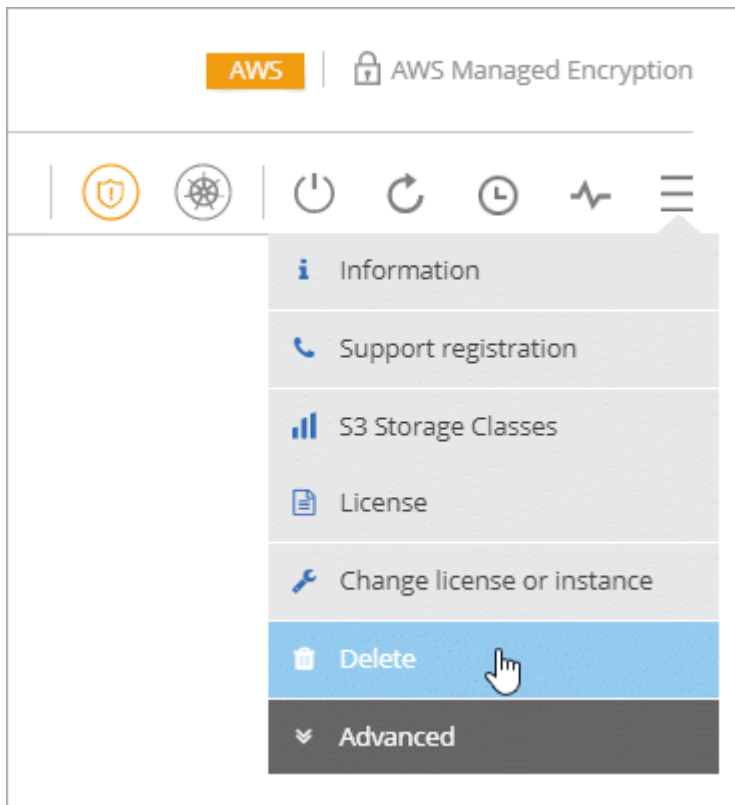 AWS
AWS Managed Encryption
Information
Support registration
S3 Storage Classes
License
Change license or instance
Delete
Advanced